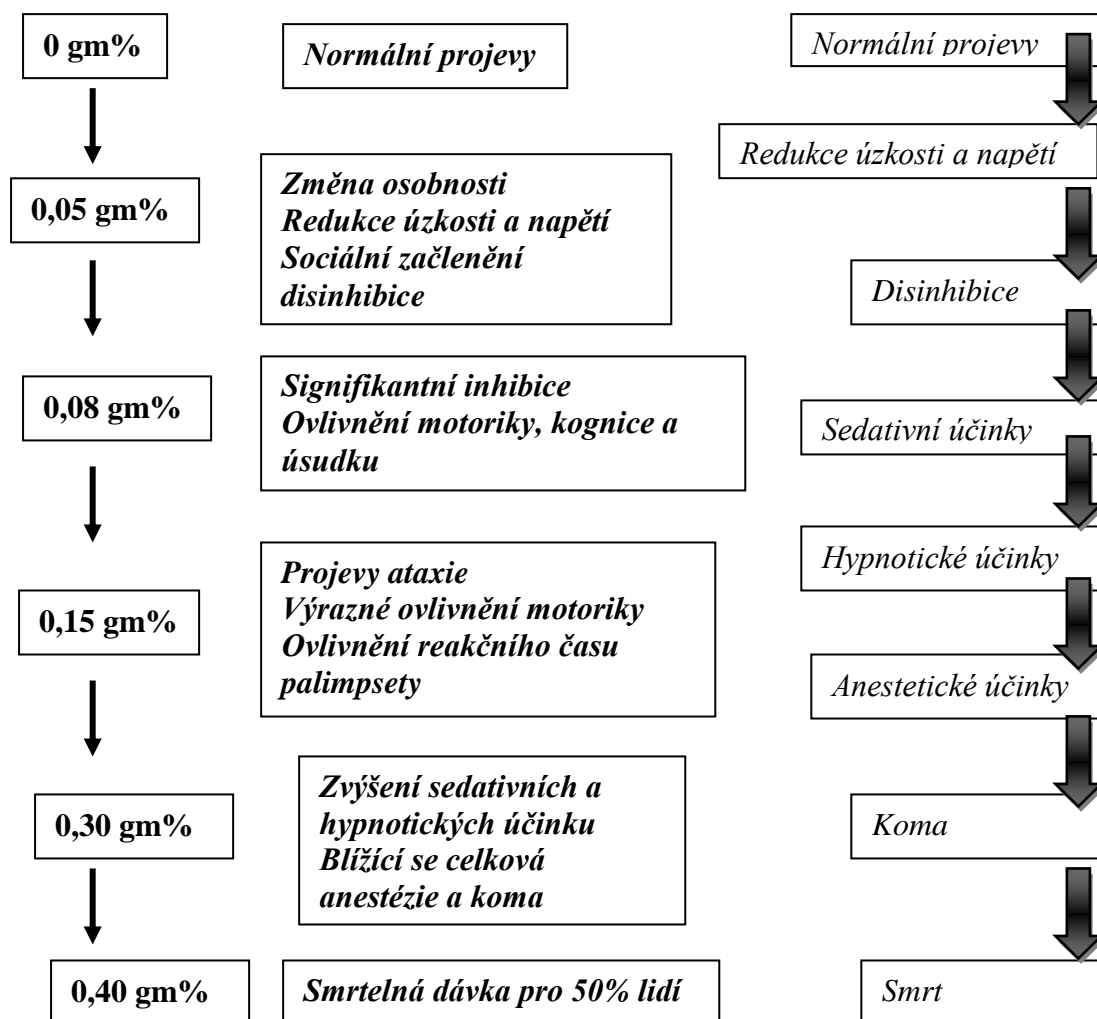 0 gm%
Normální projevy
Normální projevy
Redukce úzkosti a napětí
0,05 gm%
Změna osobnosti
Redukce úzkosti a napětí
Sociální začlenění
disinhibice
Disinhibice
0,08 gm%
Signifikantní inhibice
Ovlivnění motoriky, kognice a
úsudku
Sedativní účinky
Hypnotické účinky
0,15 gm%
Projevy ataxie
Výrazné ovlivnění motoriky
Ovlivnění reakčního času
palimpsety
Anestetické účinky
0,30 gm%
Zvýšení sedativních a
hypnotických účinku
Blížící se celková
anestézie a koma
Koma
0,40 gm%
Smrtelná dávka pro 50% lidí
Smrt